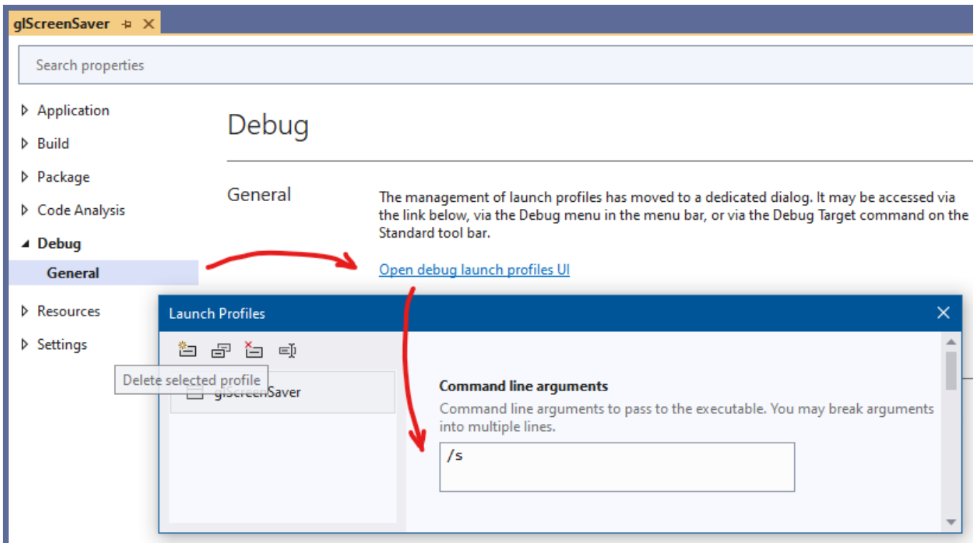 glScreenSaver
Search properties
Application
Build
Package
Code Analysis
Debug
General
Resources
Settings
Debug
General
The management of launch profiles has moved to a dedicated dialog. It may be accessed via
the link below, via the Debug menu in the menu bar, or via the Debug Target command on the
Standard tool bar.
Open debug launch profiles UI
Launch Profiles
Delete selected profile
glScreenSaver
Command line arguments
Command line arguments to pass to the executable. You may break arguments
into multiple lines.
/s